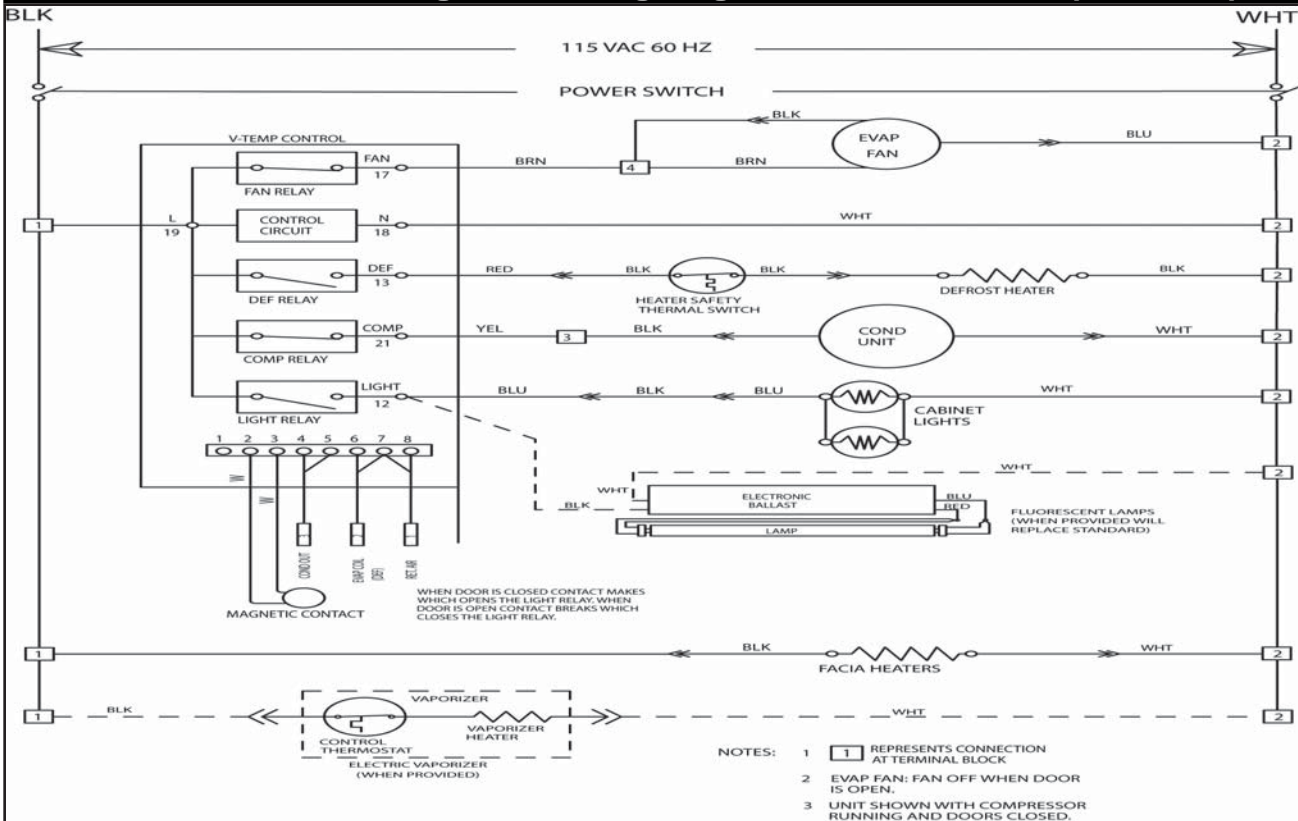 BLK
WHT
115 VAC 60 HZ
POWER SWITCH
V-TEMP CONTROL
BLK
EVAP
FAN
BLU
2
FAN
17
BRN
4
BRN
FAN RELAY
1
L
19
CONTROL
CIRCUIT
N
18
WHT
2
DEF
13
RED
BLK
BLK
BLK
2
DEF RELAY
HEATER SAFETY
THERMAL SWITCH
DEFROST HEATER
COMP
21
YEL
3
BLK
COND
UNIT
WHT
2
COMP RELAY
LIGHT
12
BLU
BLK
BLU
WHT
2
LIGHT RELAY
CABINET
LIGHTS
1 2 3 4 5 6 7 8
W
W
WHT
2
WHT
BLK
ELECTRONIC
BALLAST
BLU
RED
LAMP
FLUORESCENT LAMPS
(WHEN PROVIDED WILL
REPLACE STANDARD)
COND OUT
EVAP COIL
(DEF)
RET. AIR
MAGNETIC CONTACT
WHEN DOOR IS CLOSED CONTACT MAKES
WHICH OPENS THE LIGHT RELAY. WHEN
DOOR IS OPEN CONTACT BREAKS WHICH
CLOSES THE LIGHT RELAY.
1
BLK
WHT
2
FACIA HEATERS
1
BLK
VAPORIZER
CONTROL
THERMOSTAT
VAPORIZER
HEATER
WHT
2
ELECTRIC VAPORIZER
(WHEN PROVIDED)
NOTES: 1 1 REPRESENTS CONNECTION
AT TERMINAL BLOCK
2 EVAP FAN: FAN OFF WHEN DOOR
IS OPEN.
3 UNIT SHOWN WITH COMPRESSOR
RUNNING AND DOORS CLOSED.